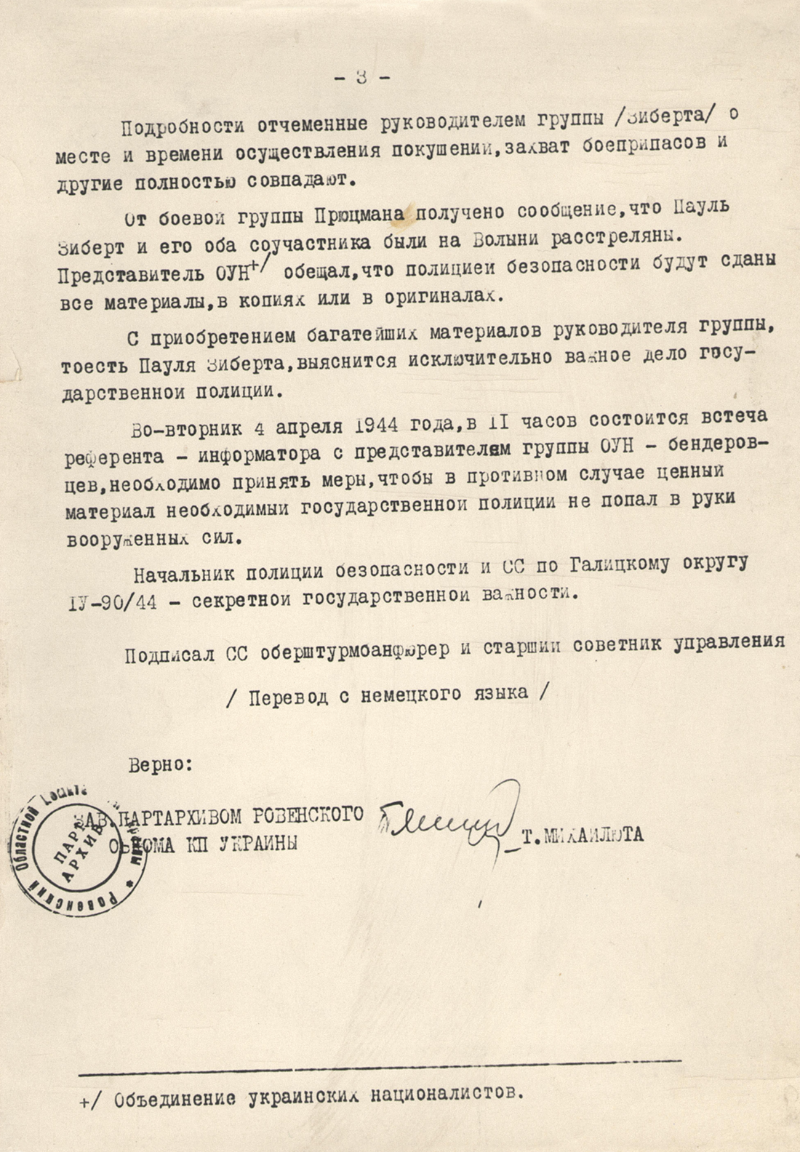 - 3 -
Подробности отчеменные руководителем группы /Зиберта/ о
месте и времени осуществления покушении,захват боеприпасов и
другие полностью совпадают.
От боевой группы Прюцмана получено сообщение,что Пауль
Зиберт и его оба соучастника были на Волыни расстреляны.
Представитель ОУН+/ обещал,что полицией безопасности будут сданы
все материалы,в копиях или в оригиналах.
С приобретением багатейших материалов руководителя группы,
тоесть Пауля Зиберта,выяснится исключительно важное дело госу-
дарственной полиции.
Во-вторник 4 апреля 1944 года,в II часов состоится встеча
референта - информатора с представителям группы ОУН - бендеров-
цев,необходимо принять меры,чтобы в противном случае ценный
материал необходимый государственной полиции не попал в руки
вооруженных сил.
Начальник полиции безопасности и СС по Галицкому округу
IУ-90/44 - секретной государственной важности.
Подписал СС оберштурмбанфюрер и старший советник управления
/ Перевод с немецкого языка /
Верно:
ЗАВ.ПАРТАРХИВОМ РОВЕНСКОГО
ОБКОМА КП УКРАИНЫ
Т.МИХАЙЛЮТА
Ровенский Областной
ПАРТ
АРХИВ
+/ Объединение украинских националистов.